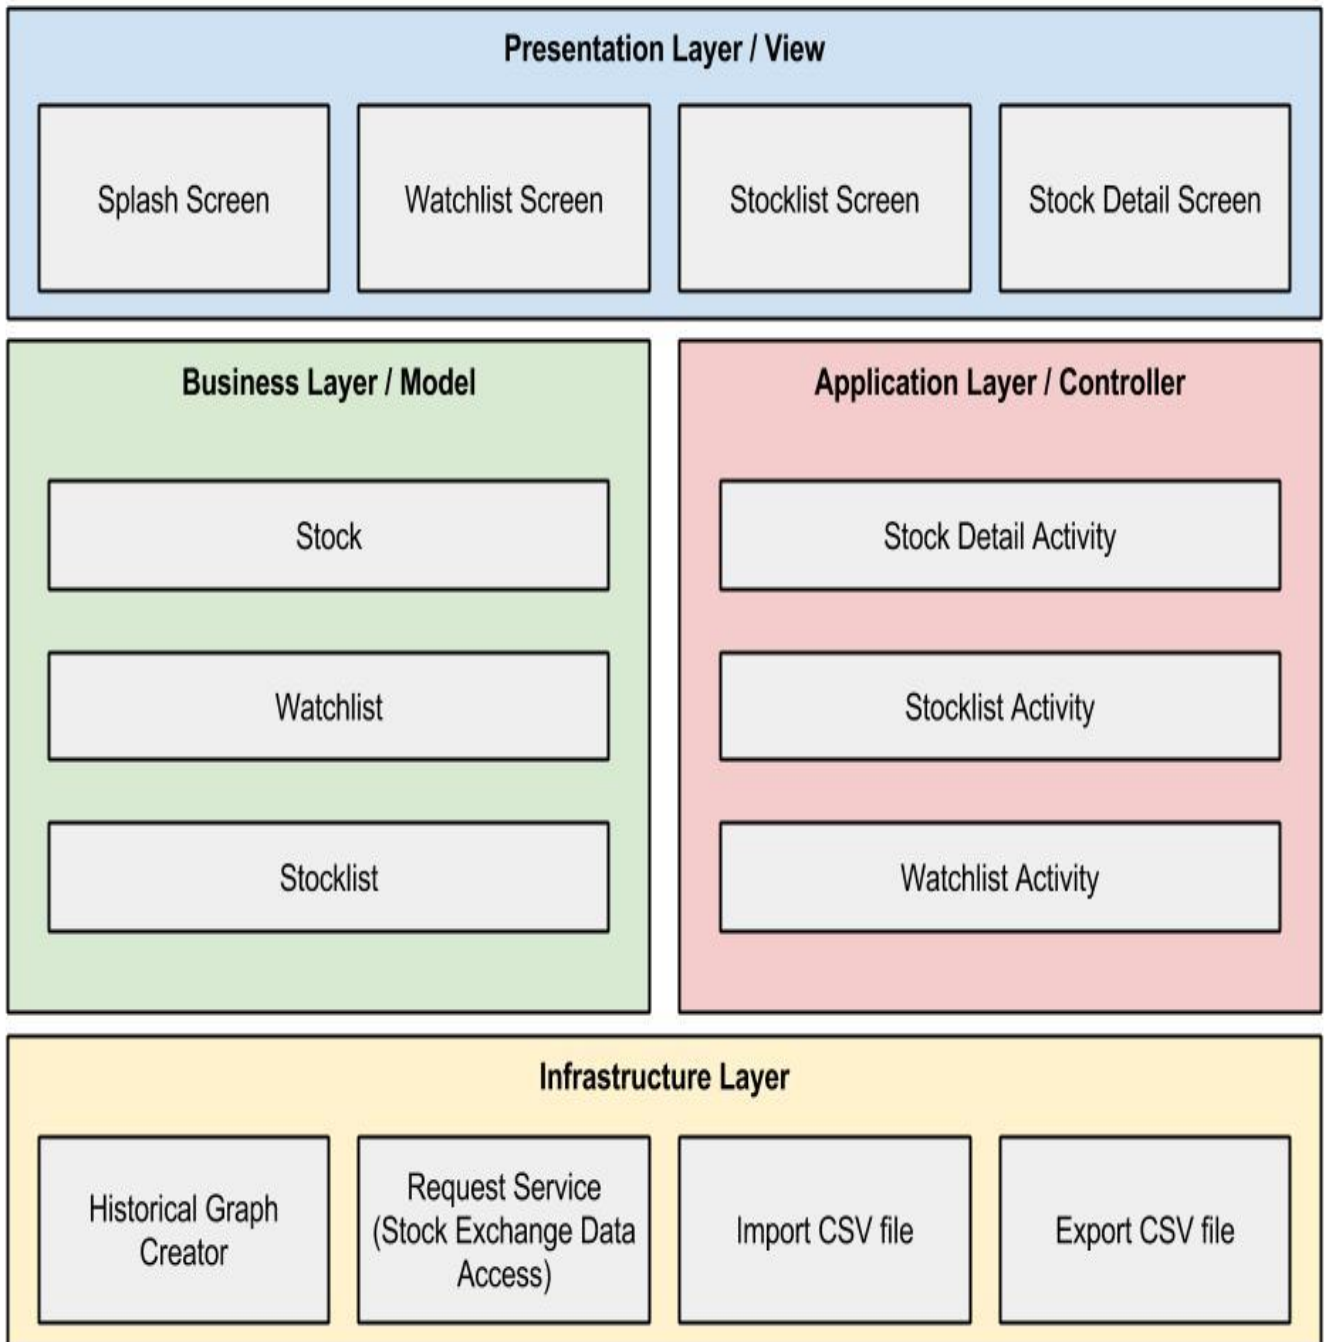 Presentation Layer / View
Splash Screen
Watchlist Screen
Stocklist Screen
Stock Detail Screen
Business Layer / Model
Stock
Watchlist
Stocklist
Application Layer / Controller
Stock Detail Activity
Stocklist Activity
Watchlist Activity
Infrastructure Layer
Historical Graph
Creator
Request Service
(Stock Exchange Data
Access)
Import CSV file
Export CSV file